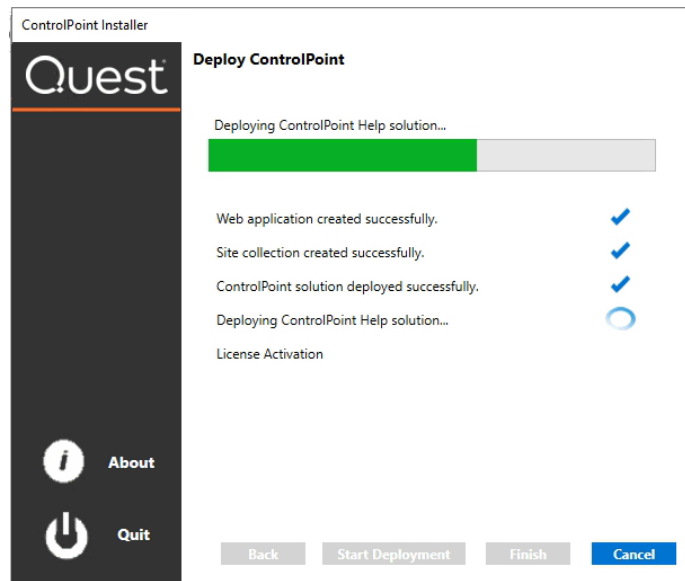 ControlPoint Installer
Quest
Deploy ControlPoint
Deploying ControlPoint Help solution...
Web application created successfully.
Site collection created successfully.
ControlPoint solution deployed successfully.
Deploying ControlPoint Help solution...
License Activation
i About
Quit
Back Start Deployment Finish Cancel